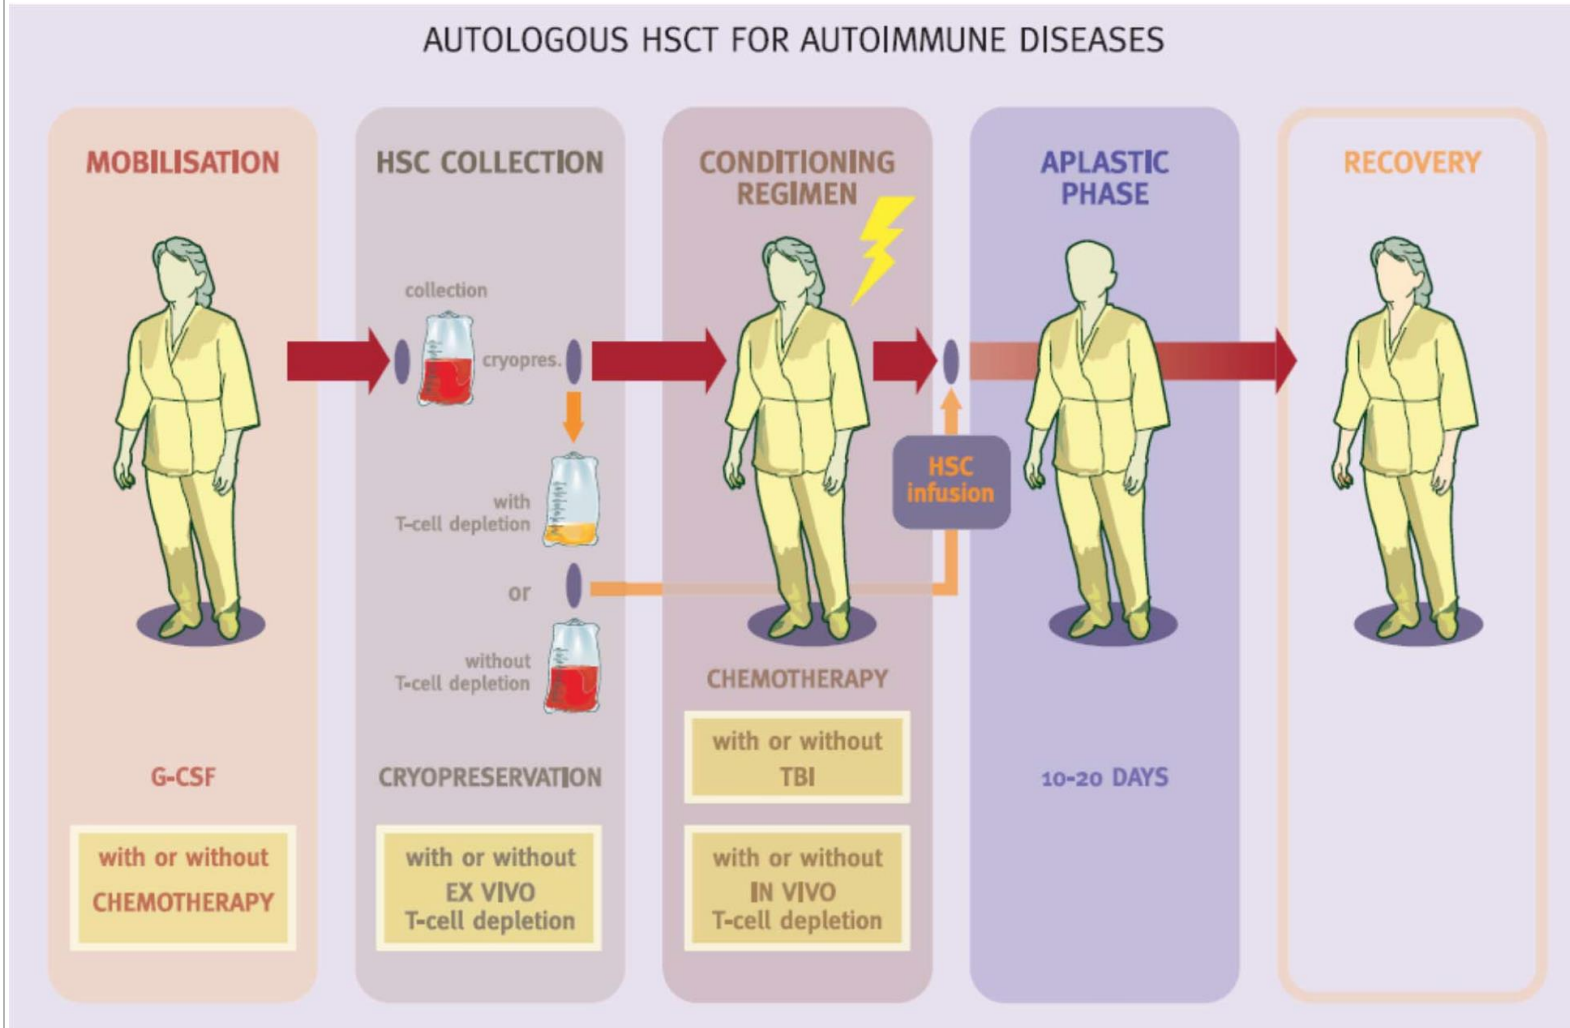 AUTOLOGOUS HSCT FOR AUTOIMMUNE DISEASES
MOBILISATION
G-CSF
with or without
CHEMOTHERAPY
HSC COLLECTION
collection
cryopres.
with
T-cell depletion
or
without
T-cell depletion
CRYOPRESERVATION
with or without
EX VIVO
T-cell depletion
CONDITIONING
REGIMEN
CHEMOTHERAPY
with or without
TBI
with or without
IN VIVO
T-cell depletion
HSC
infusion
APLASTIC
PHASE
10-20 DAYS
RECOVERY